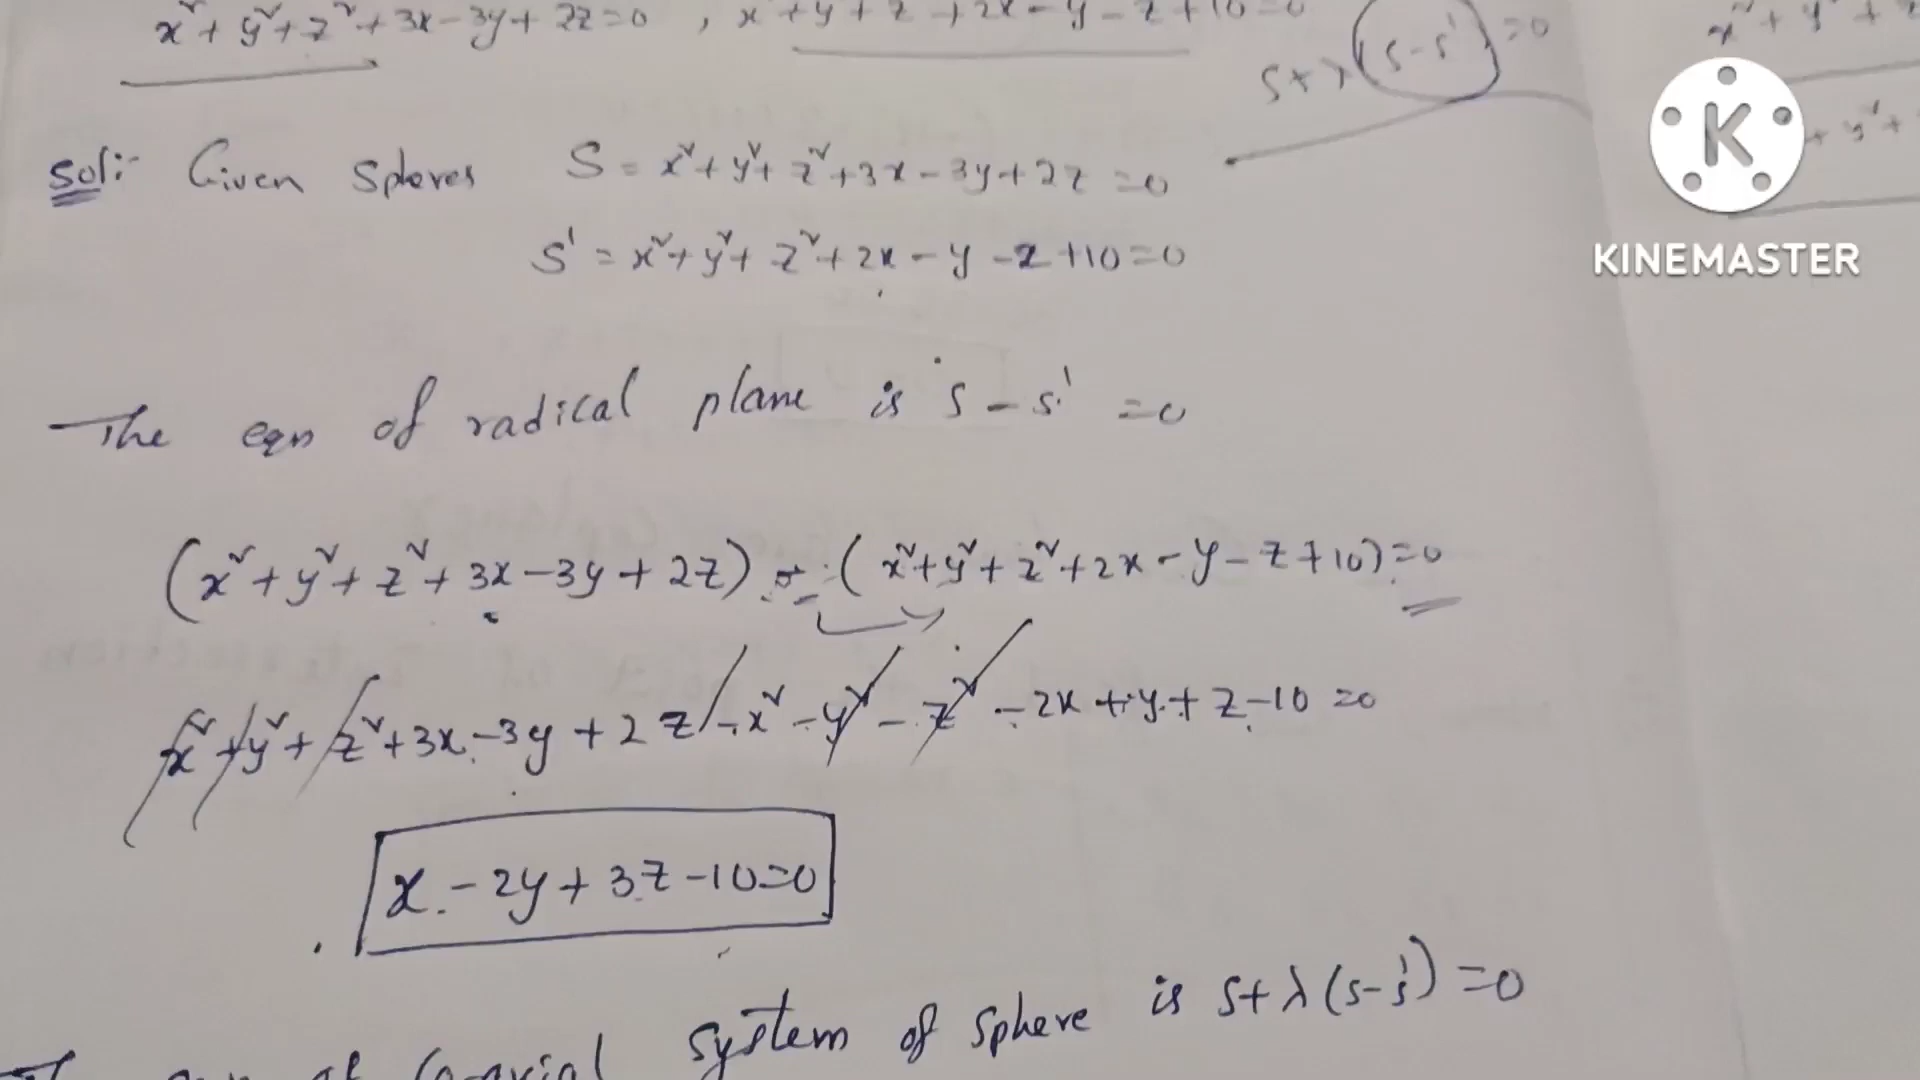 x² + y² + z² + 3x - 3y + 2z = 0 , x + y + z + 2x - y - z + 10 = 0
S + λ (S - S') = 0
Sol:- Given Spheres S = x² + y² + z² + 3x - 3y + 2z = 0
S' = x² + y² + z² + 2x - y - z + 10 = 0
The eqn of radical plane is S - S' = 0
(x² + y² + z² + 3x - 3y + 2z) - (x² + y² + z² + 2x - y - z + 10) = 0
x² + y² + z² + 3x - 3y + 2z - x² - y² - z² - 2x + y + z - 10 = 0
x - 2y + 3z - 10 = 0
of Co-axial system of sphere is S + λ (S - S') = 0
KINEMASTER